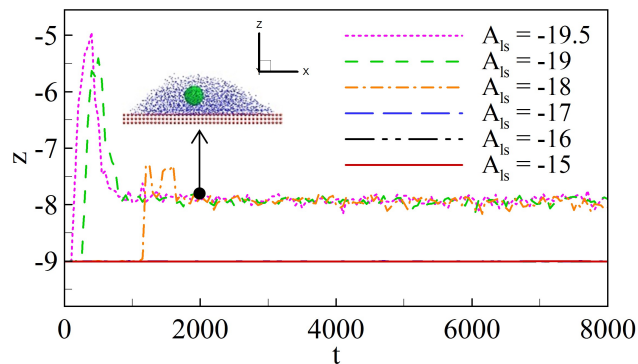 -5
-6
-7
-8
-9
z
z
x
A_ls = -19.5
A_ls = -19
A_ls = -18
A_ls = -17
A_ls = -16
A_ls = -15
0
2000
4000
6000
8000
t